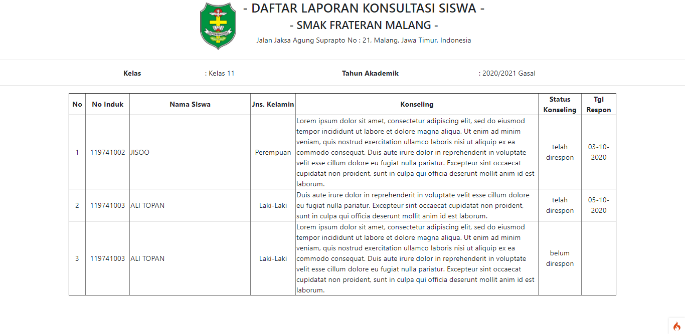 - DAFTAR LAPORAN KONSULTASI SISWA -
- SMAK FRATERAN MALANG -
Jalan Jaksa Agung Suprapto No : 21, Malang, Jawa Timur, Indonesia
Kelas : Kelas 11 Tahun Akademik : 2020/2021 Gasal
No No Induk Nama Siswa Jns. Kelamin Konseling Status Konseling Tgl Respon
1 119741002 JISOO Perempuan
Lorem ipsum dolor sit amet, consectetur adipiscing elit, sed do eiusmod
tempor incididunt ut labore et dolore magna aliqua. Ut enim ad minim
veniam, quis nostrud exercitation ullamco laboris nisi ut aliquip ex ea
commodo consequat. Duis aute irure dolor in reprehenderit in voluptate
velit esse cillum dolore eu fugiat nulla pariatur. Excepteur sint occaecat
cupidatat non proident, sunt in culpa qui officia deserunt mollit anim id est
laborum.
telah
direspon
03-10-
2020
2 119741003 ALI TOPAN Laki-Laki
Duis aute irure dolor in reprehenderit in voluptate velit esse cillum dolore
eu fugiat nulla pariatur. Excepteur sint occaecat cupidatat non proident,
sunt in culpa qui officia deserunt mollit anim id est laborum.
telah
direspon
05-10-
2020
3 119741003 ALI TOPAN Laki-Laki
Lorem ipsum dolor sit amet, consectetur adipiscing elit, sed do eiusmod
tempor incididunt ut labore et dolore magna aliqua. Ut enim ad minim
veniam, quis nostrud exercitation ullamco laboris nisi ut aliquip ex ea
commodo consequat. Duis aute irure dolor in reprehenderit in voluptate
velit esse cillum dolore eu fugiat nulla pariatur. Excepteur sint occaecat
cupidatat non proident, sunt in culpa qui officia deserunt mollit anim id est
laborum.
belum
direspon